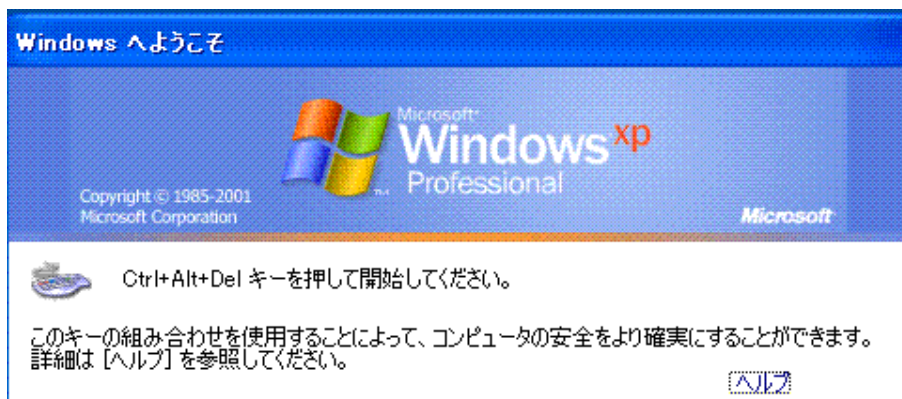 Windows へようこそ
Microsoft®
Windows xp
Professional
TM
Copyright © 1985-2001
Microsoft Corporation
Microsoft
Ctrl+Alt+Del キーを押して開始してください。
このキーの組み合わせを使用することによって、コンピュータの安全をより確実にすることができます。
詳細は [ヘルプ] を参照してください。
ヘルプ